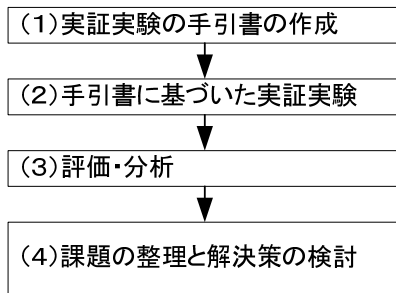 (1)実証実験の手引書の作成
(2)手引書に基づいた実証実験
(3)評価・分析
(4)課題の整理と解決策の検討